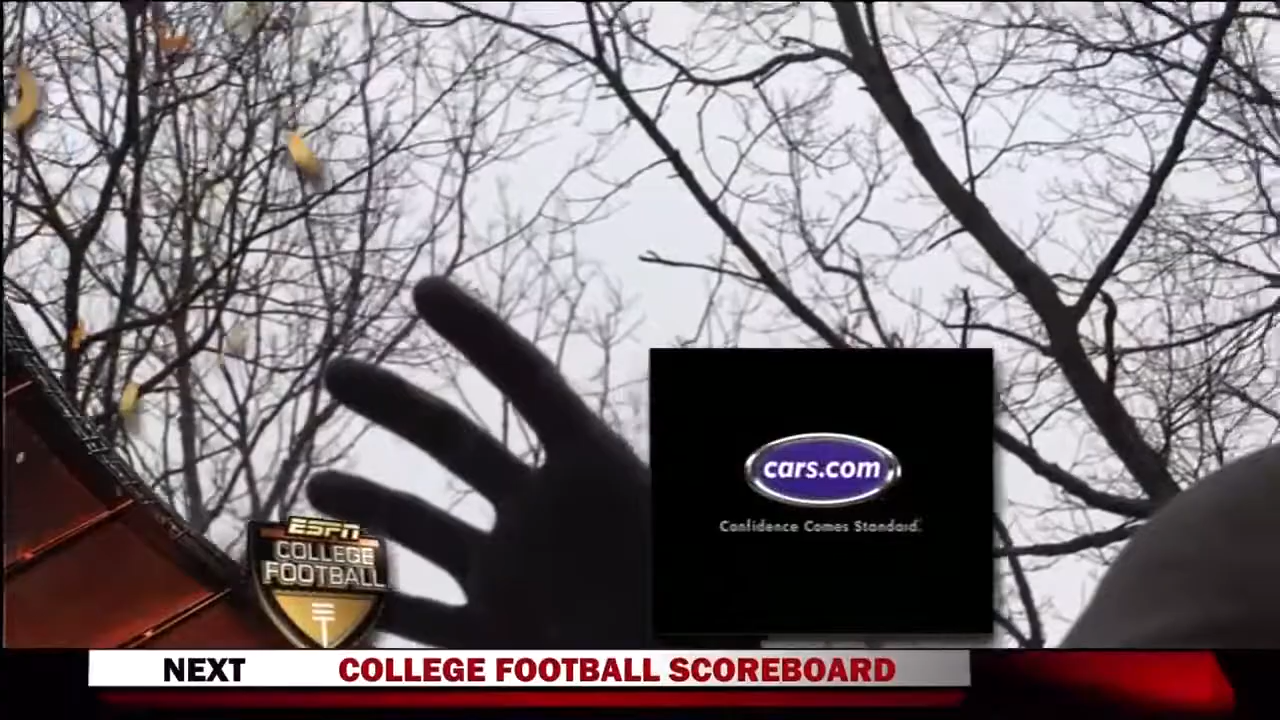 cars.com
Confidence Comes Standard.
ESPN
COLLEGE
FOOTBALL
NEXT COLLEGE FOOTBALL SCOREBOARD